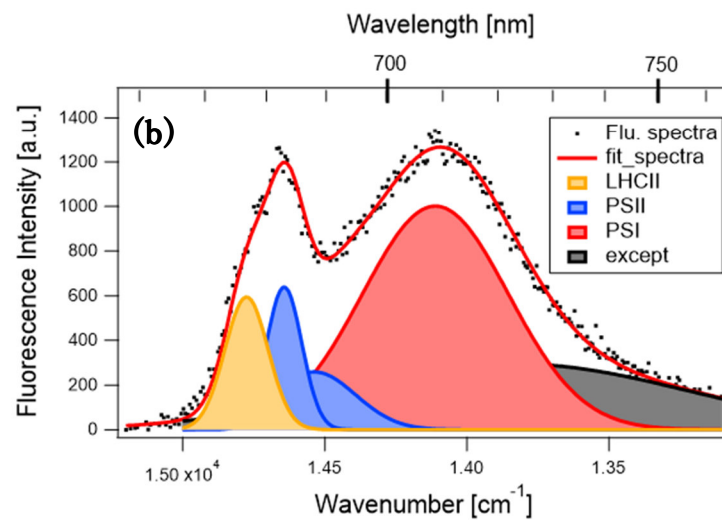 Wavelength [nm]
700
750
(b)
Flu. spectra
fit_spectra
LHCII
PSII
PSI
except
Fluorescence Intensity [a.u.]
1400
1200
1000
800
600
400
200
0
1.50 x10⁴
1.45
1.40
1.35
Wavenumber [cm⁻¹]